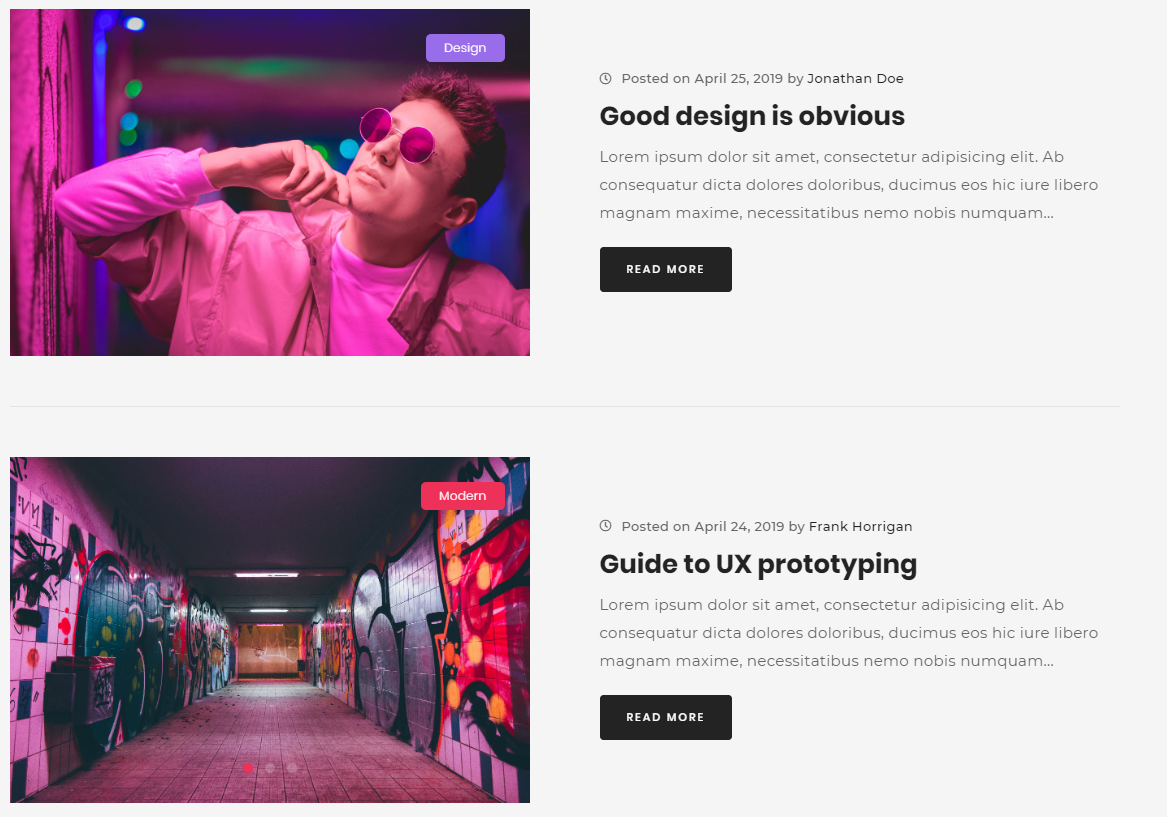 Design
Posted on April 25, 2019 by Jonathan Doe
Good design is obvious
Lorem ipsum dolor sit amet, consectetur adipisicing elit. Ab
consequatur dicta dolores doloribus, ducimus eos hic iure libero
magnam maxime, necessitatibus nemo nobis numquam...
READ MORE
Modern
Posted on April 24, 2019 by Frank Horrigan
Guide to UX prototyping
Lorem ipsum dolor sit amet, consectetur adipisicing elit. Ab
consequatur dicta dolores doloribus, ducimus eos hic iure libero
magnam maxime, necessitatibus nemo nobis numquam...
READ MORE